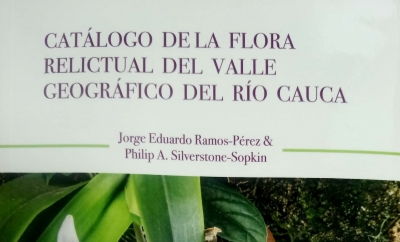 CATÁLOGO DE LA FLORA
RELICTUAL DEL VALLE
GEOGRÁFICO DEL RÍO CAUCA
Jorge Eduardo Ramos-Pérez &
Philip A. Silverstone-Sopkin